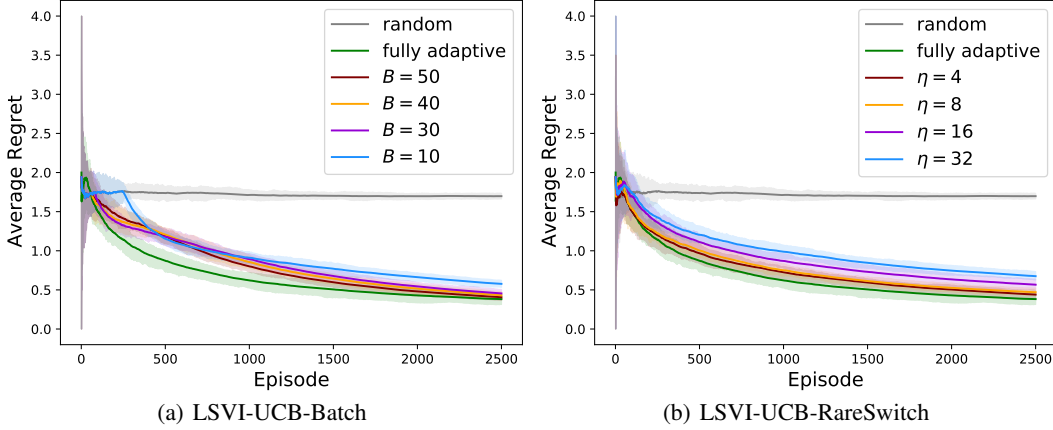 4.0
3.5
3.0
2.5
2.0
1.5
1.0
0.5
0.0
Average Regret
random
fully adaptive
B = 50
B = 40
B = 30
B = 10
0 500 1000 1500 2000 2500
Episode
(a) LSVI-UCB-Batch
4.0
3.5
3.0
2.5
2.0
1.5
1.0
0.5
0.0
Average Regret
random
fully adaptive
η = 4
η = 8
η = 16
η = 32
0 500 1000 1500 2000 2500
Episode
(b) LSVI-UCB-RareSwitch